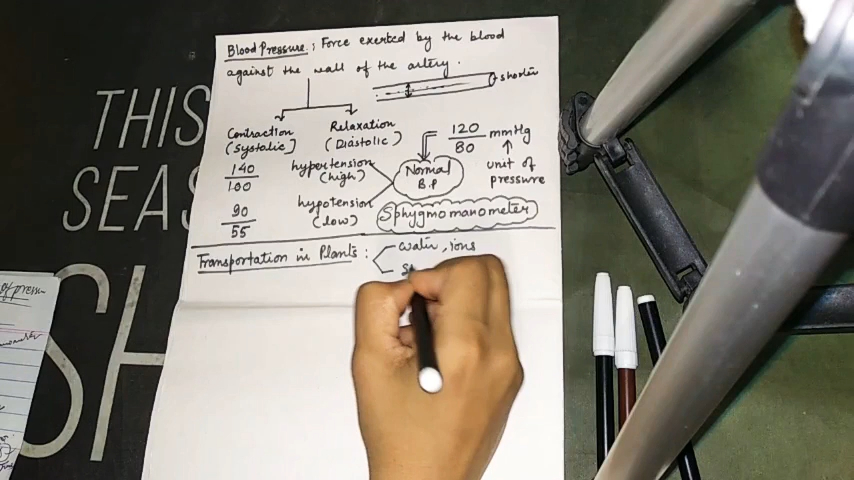 Blood Pressure : Force exerted by the blood
against the wall of the artery.
shorter
Contraction
(Systolic)
Relaxation
(Diastolic)
120
80
mmHg
unit of
pressure
140
100
hypertension
(high)
Normal
B.P
90
55
hypotension
(low)
Sphygmomanometer
Transportation in Plants :
water, ions
THIS
SEAS
SH